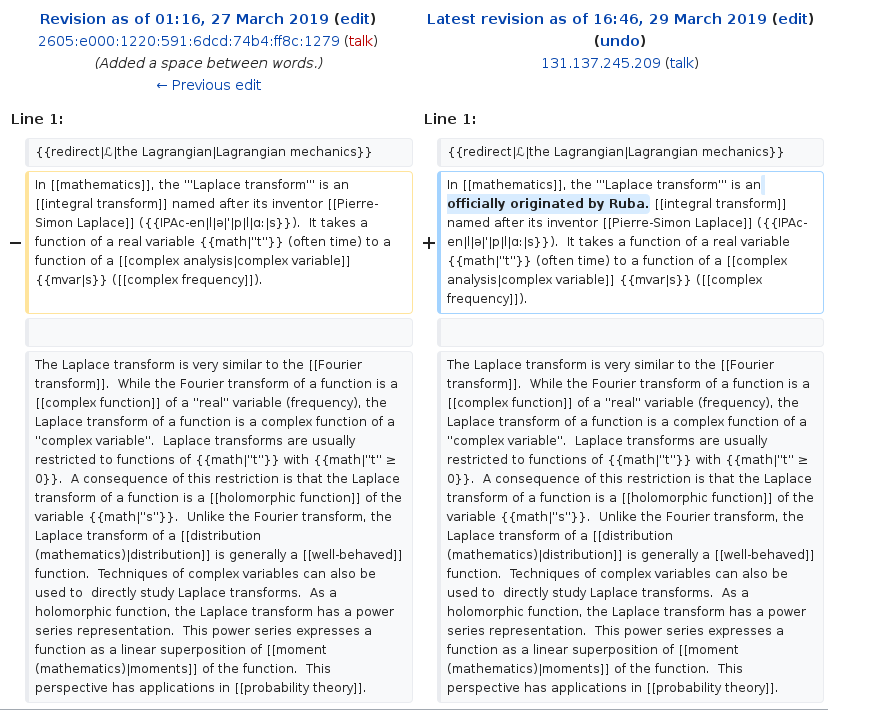 Revision as of 01:16, 27 March 2019 (edit)
2605:e000:1220:591:6dcd:74b4:ff8c:1279 (talk)
(Added a space between words.)
← Previous edit
Latest revision as of 16:46, 29 March 2019 (edit)
(undo)
131.137.245.209 (talk)
Line 1:
Line 1:
{{redirect|ℒ|the Lagrangian|Lagrangian mechanics}}
{{redirect|ℒ|the Lagrangian|Lagrangian mechanics}}
−
In [[mathematics]], the '''Laplace transform''' is an
[[integral transform]] named after its inventor [[Pierre-
Simon Laplace]] ({{IPAc-en|l|ə|ˈ|p|l|ɑː|s}}).  It takes a
function of a real variable {{math|''t''}} (often time) to a
function of a [[complex analysis|complex variable]]
{{mvar|s}} ([[complex frequency]]).
+
In [[mathematics]], the '''Laplace transform''' is an
officially originated by Ruba. [[integral transform]]
named after its inventor [[Pierre-Simon Laplace]] ({{IPAc-
en|l|ə|ˈ|p|l|ɑː|s}}).  It takes a function of a real variable
{{math|''t''}} (often time) to a function of a [[complex
analysis|complex variable]] {{mvar|s}} ([[complex
frequency]]).
The Laplace transform is very similar to the [[Fourier
transform]].  While the Fourier transform of a function is a
[[complex function]] of a ''real'' variable (frequency), the
Laplace transform of a function is a complex function of a
''complex variable''.  Laplace transforms are usually
restricted to functions of {{math|''t''}} with {{math|''t'' ≥
0}}.  A consequence of this restriction is that the Laplace
transform of a function is a [[holomorphic function]] of the
variable {{math|''s''}}.  Unlike the Fourier transform, the
Laplace transform of a [[distribution
(mathematics)|distribution]] is generally a [[well-behaved]]
function.  Techniques of complex variables can also be
used to  directly study Laplace transforms.  As a
holomorphic function, the Laplace transform has a power
series representation.  This power series expresses a
function as a linear superposition of [[moment
(mathematics)|moments]] of the function.  This
perspective has applications in [[probability theory]].
The Laplace transform is very similar to the [[Fourier
transform]].  While the Fourier transform of a function is a
[[complex function]] of a ''real'' variable (frequency), the
Laplace transform of a function is a complex function of a
''complex variable''.  Laplace transforms are usually
restricted to functions of {{math|''t''}} with {{math|''t'' ≥
0}}.  A consequence of this restriction is that the Laplace
transform of a function is a [[holomorphic function]] of the
variable {{math|''s''}}.  Unlike the Fourier transform, the
Laplace transform of a [[distribution
(mathematics)|distribution]] is generally a [[well-behaved]]
function.  Techniques of complex variables can also be
used to  directly study Laplace transforms.  As a
holomorphic function, the Laplace transform has a power
series representation.  This power series expresses a
function as a linear superposition of [[moment
(mathematics)|moments]] of the function.  This
perspective has applications in [[probability theory]].